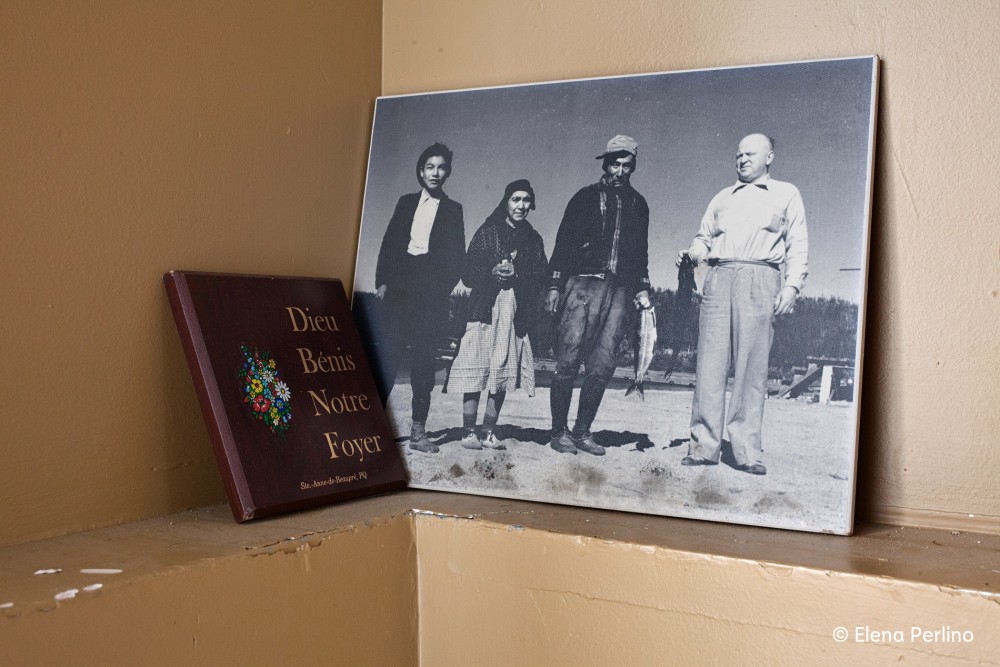 Dieu
Bénis
Notre
Foyer
Ste.-Anne-de-Beaupré, PQ
© Elena Perlino